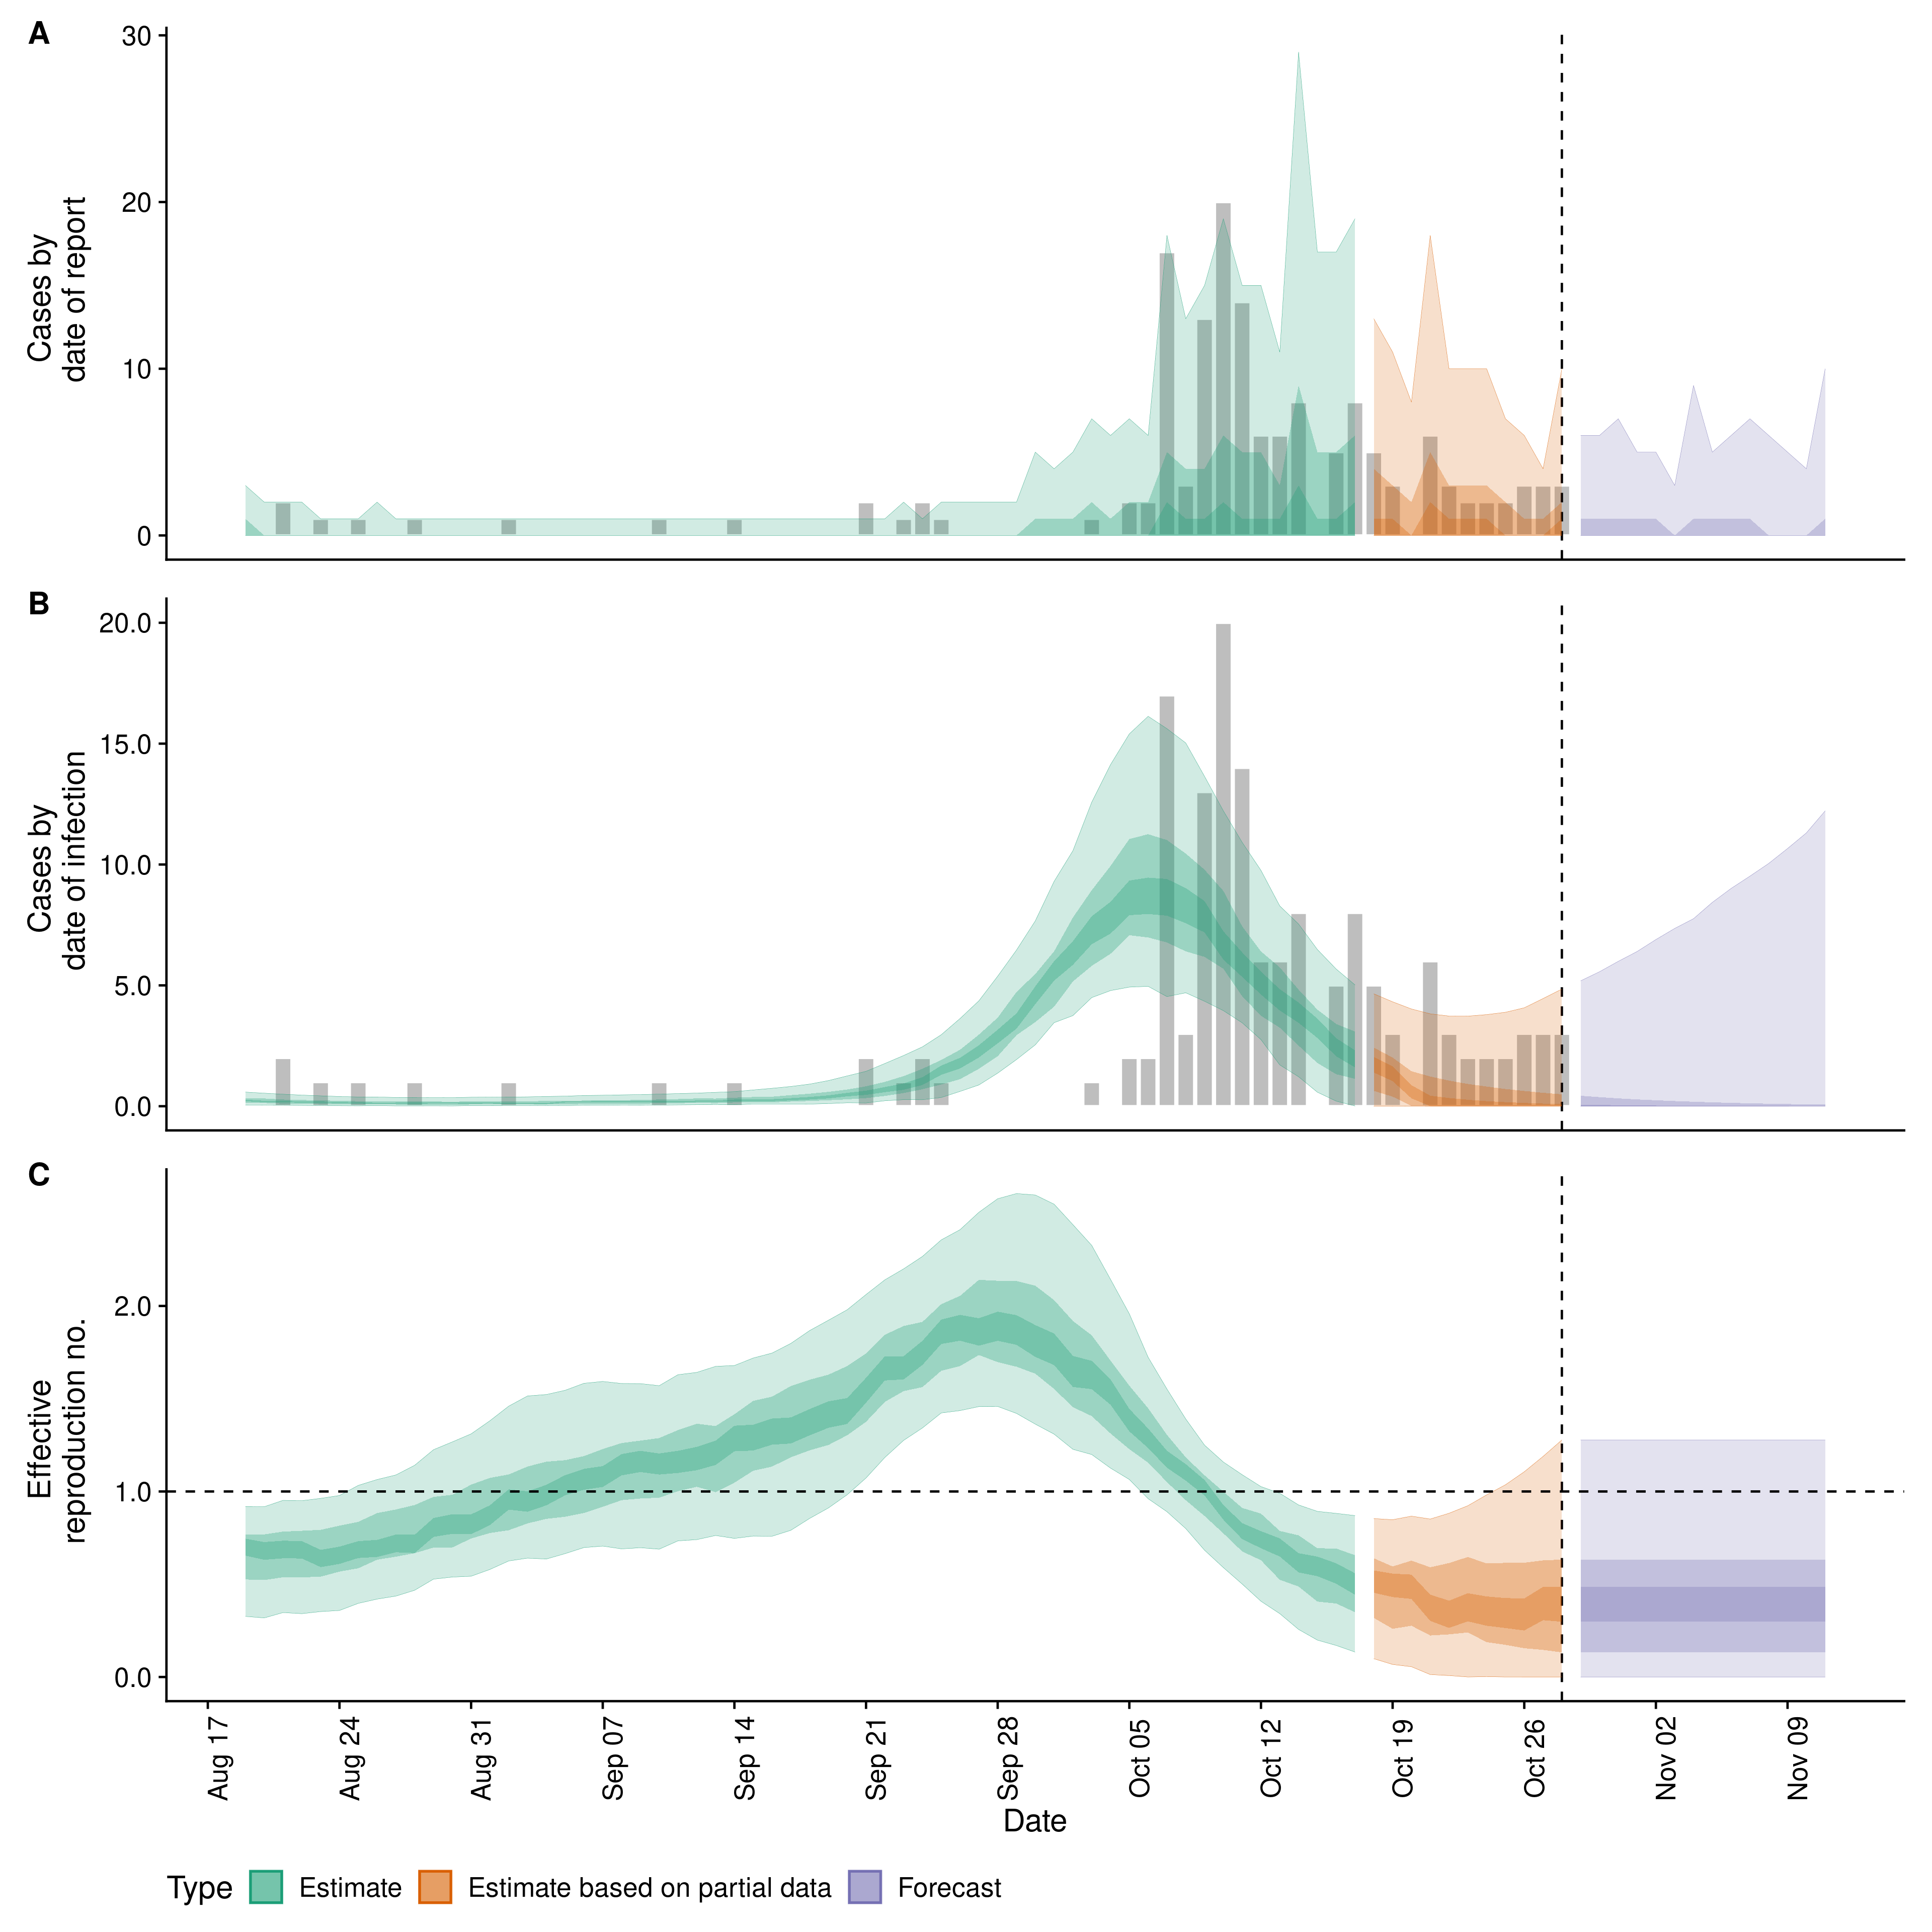 A
30
20
10
0
Cases by
date of report
B
20.0
15.0
10.0
5.0
0.0
Cases by
date of infection
C
2.0
1.0
0.0
Effective
reproduction no.
Aug 17
Aug 24
Aug 31
Sep 07
Sep 14
Sep 21
Sep 28
Oct 05
Oct 12
Oct 19
Oct 26
Nov 02
Nov 09
Date
Type Estimate Estimate based on partial data Forecast